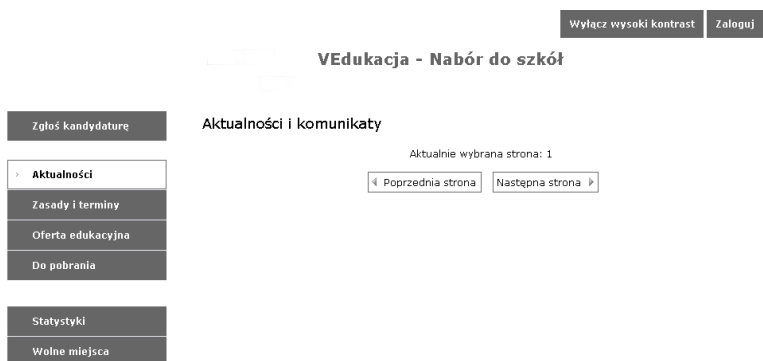 Wyłącz wysoki kontrast Zaloguj
VEdukacja - Nabór do szkół
Zgłoś kandydaturę
Aktualności i komunikaty
Aktualnie wybrana strona: 1
Poprzednia strona Następna strona
Aktualności
Zasady i terminy
Oferta edukacyjna
Do pobrania
Statystyki
Wolne miejsca